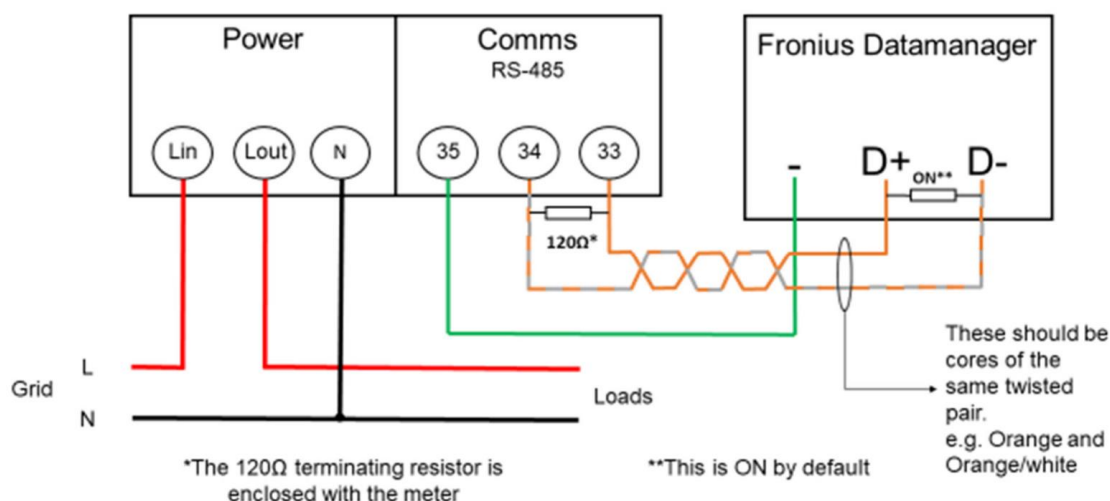 Power
Comms
RS-485
Fronius Datamanager
Lin
Lout
N
35
34
33
-
D+
D-
ON**
120Ω*
L
Grid
N
Loads
These should be
cores of the
same twisted
pair.
e.g. Orange and
Orange/white
*The 120Ω terminating resistor is
enclosed with the meter
**This is ON by default